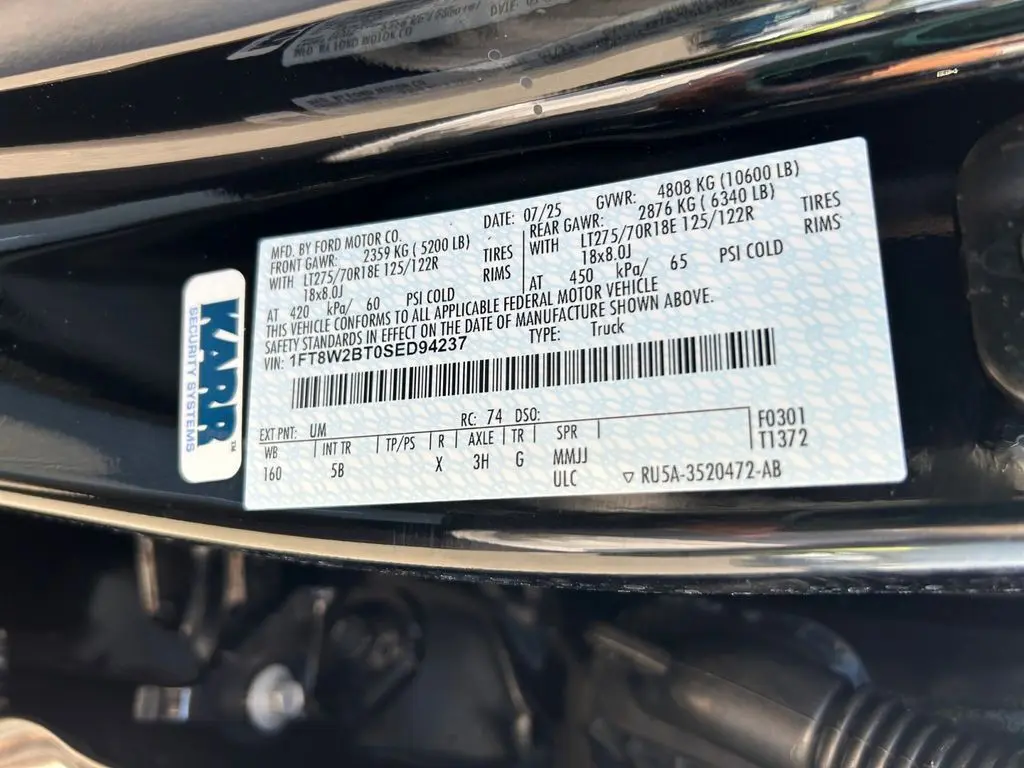 MFD. BY FORD MOTOR CO.
DATE: 07/25
GVWR: 4808 KG (10600 LB)
FRONT GAWR: 2359 KG ( 5200 LB)
REAR GAWR: 2876 KG ( 6340 LB)
WITH LT275/70R18E 125/122R TIRES
WITH LT275/70R18E 125/122R TIRES
18x8.0J RIMS
18x8.0J RIMS
AT 420 kPa/ 60 PSI COLD
AT 450 kPa/ 65 PSI COLD
THIS VEHICLE CONFORMS TO ALL APPLICABLE FEDERAL MOTOR VEHICLE
SAFETY STANDARDS IN EFFECT ON THE DATE OF MANUFACTURE SHOWN ABOVE.
VIN: 1FT8W2BT0SED94237
TYPE: Truck
EXT PNT: UM RC: 74 DSO:
WB INT TR TP/PS R AXLE TR SPR
160 5B X 3H G MMJJ
ULC
F0301
T1372
▽ RU5A-3520472-AB
KARR™
SECURITY SYSTEMS